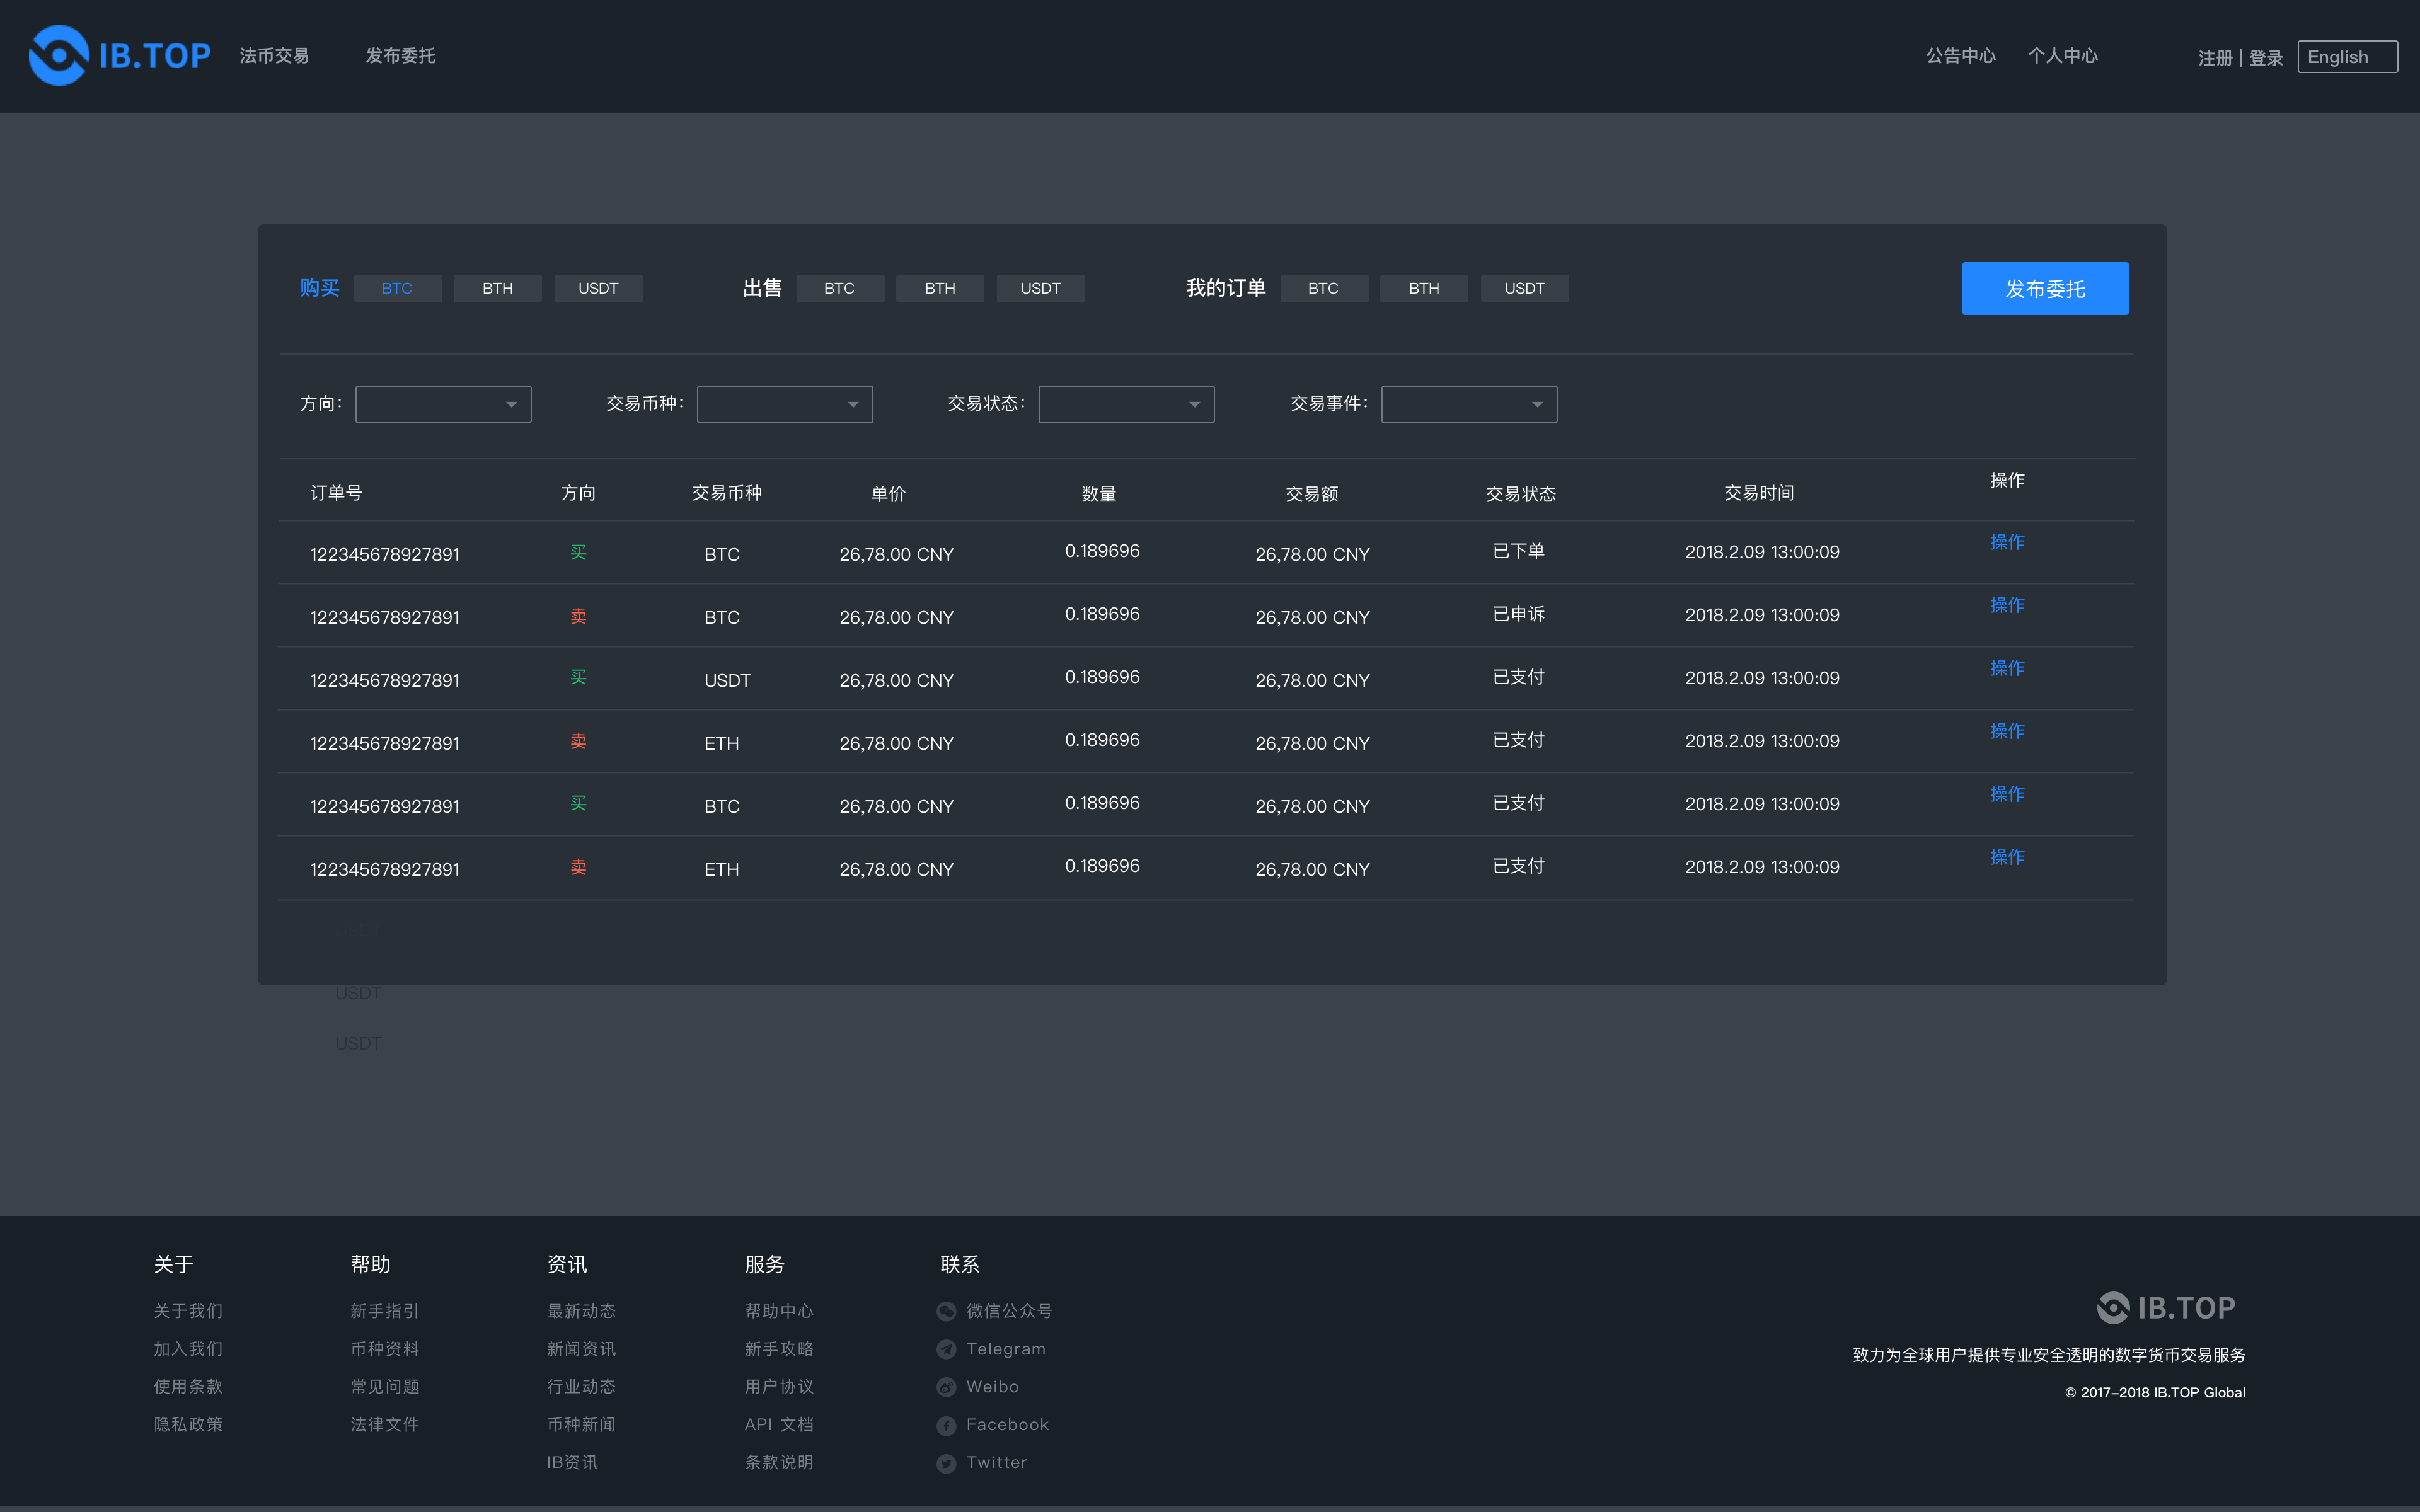 IB.TOP 法币交易 发布委托 公告中心 个人中心 注册 | 登录 English
购买 BTC BTH USDT 出售 BTC BTH USDT 我的订单 BTC BTH USDT 发布委托
方向： 交易币种： 交易状态： 交易事件：
订单号 方向 交易币种 单价 数量 交易额 交易状态 交易时间 操作
122345678927891 买 BTC 26,78.00 CNY 0.189696 26,78.00 CNY 已下单 2018.2.09 13:00:09 操作
122345678927891 卖 BTC 26,78.00 CNY 0.189696 26,78.00 CNY 已申诉 2018.2.09 13:00:09 操作
122345678927891 买 USDT 26,78.00 CNY 0.189696 26,78.00 CNY 已支付 2018.2.09 13:00:09 操作
122345678927891 卖 ETH 26,78.00 CNY 0.189696 26,78.00 CNY 已支付 2018.2.09 13:00:09 操作
122345678927891 买 BTC 26,78.00 CNY 0.189696 26,78.00 CNY 已支付 2018.2.09 13:00:09 操作
122345678927891 卖 ETH 26,78.00 CNY 0.189696 26,78.00 CNY 已支付 2018.2.09 13:00:09 操作
USDT
USDT
USDT
关于 帮助 资讯 服务 联系
关于我们 新手指引 最新动态 帮助中心 微信公众号
加入我们 币种资料 新闻资讯 新手攻略 Telegram
使用条款 常见问题 行业动态 用户协议 Weibo
隐私政策 法律文件 币种新闻 API 文档 Facebook
IB资讯 条款说明 Twitter
IB.TOP
致力为全球用户提供专业安全透明的数字货币交易服务
© 2017-2018 IB.TOP Global